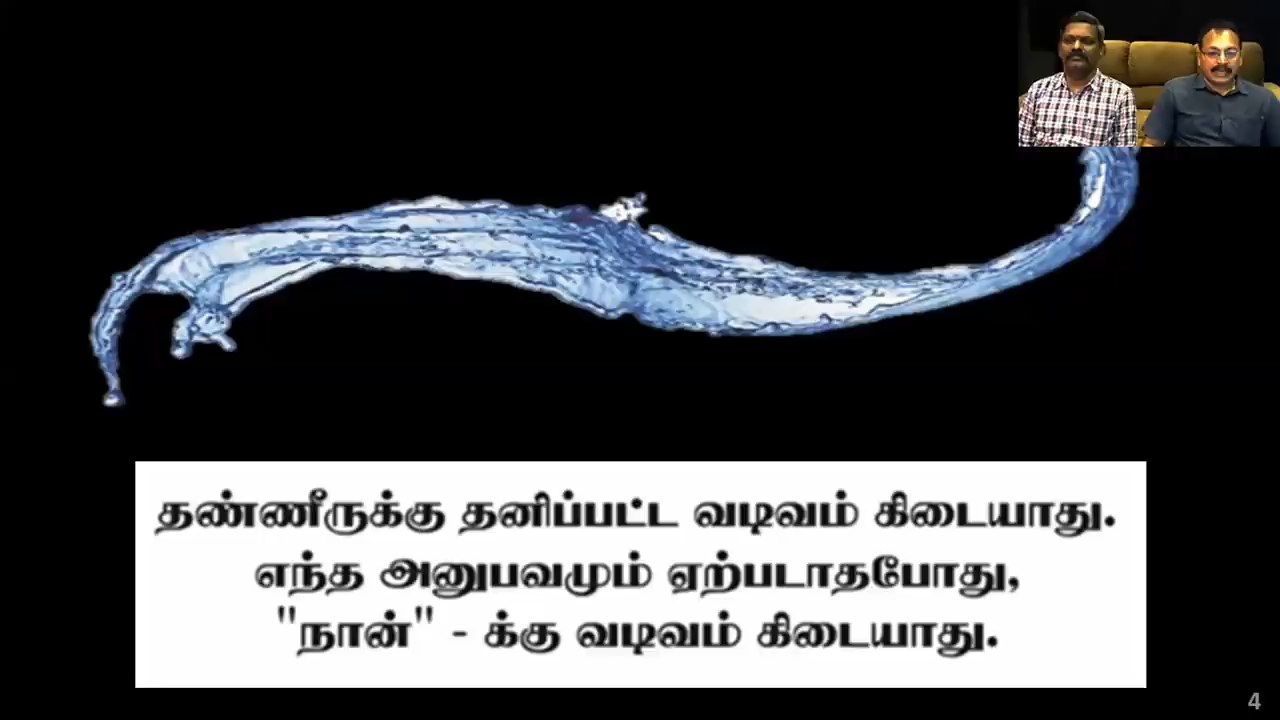 தண்ணீருக்கு தனிப்பட்ட வடிவம் கிடையாது.
எந்த அனுபவமும் ஏற்படாதபோது,
"நான்" - க்கு வடிவம் கிடையாது.
4